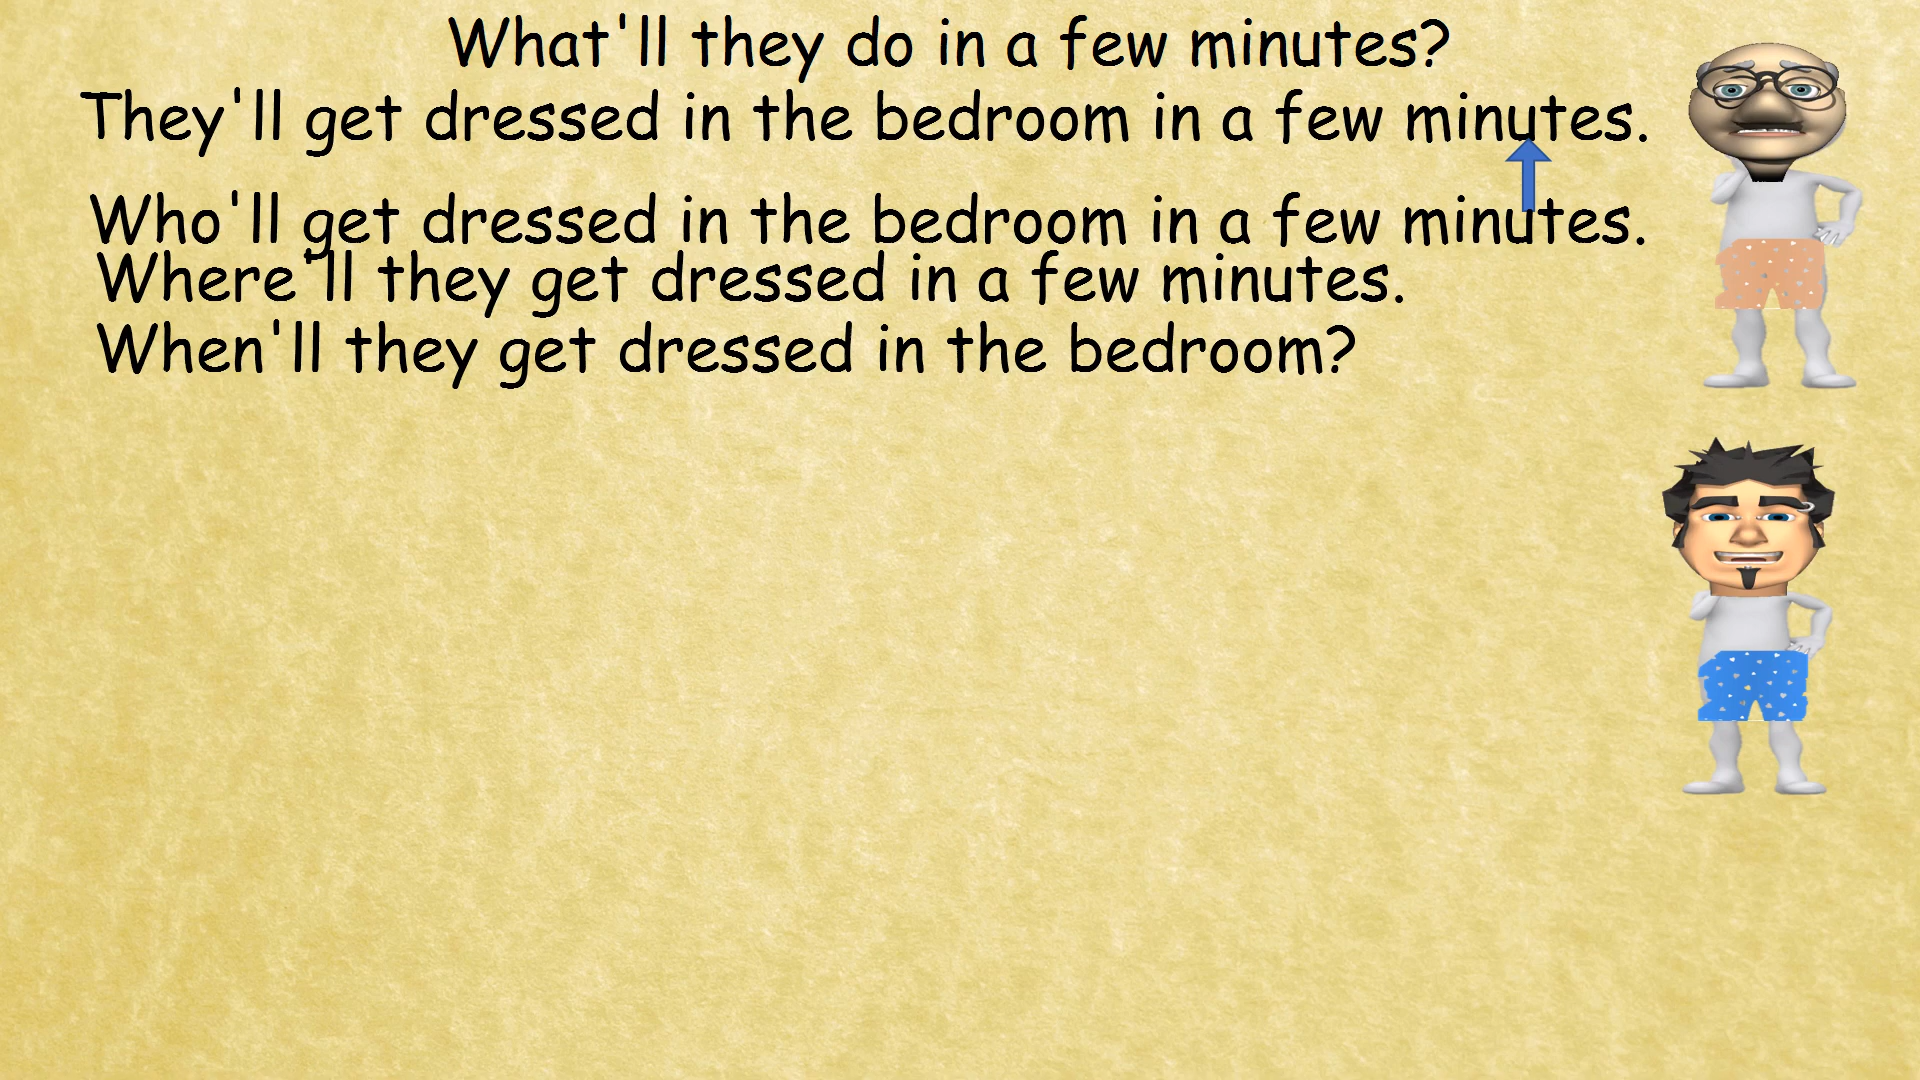 What'll they do in a few minutes?
They'll get dressed in the bedroom in a few minutes.
Who'll get dressed in the bedroom in a few minutes.
Where'll they get dressed in a few minutes.
When'll they get dressed in the bedroom?